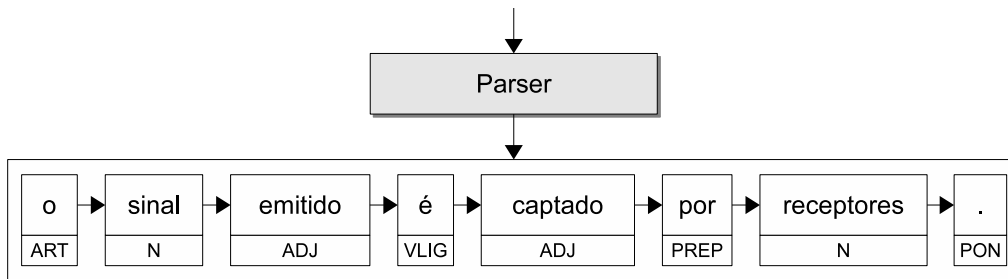 Parser
o sinal emitido é captado por receptores .
ART N ADJ VLIG ADJ PREP N PON